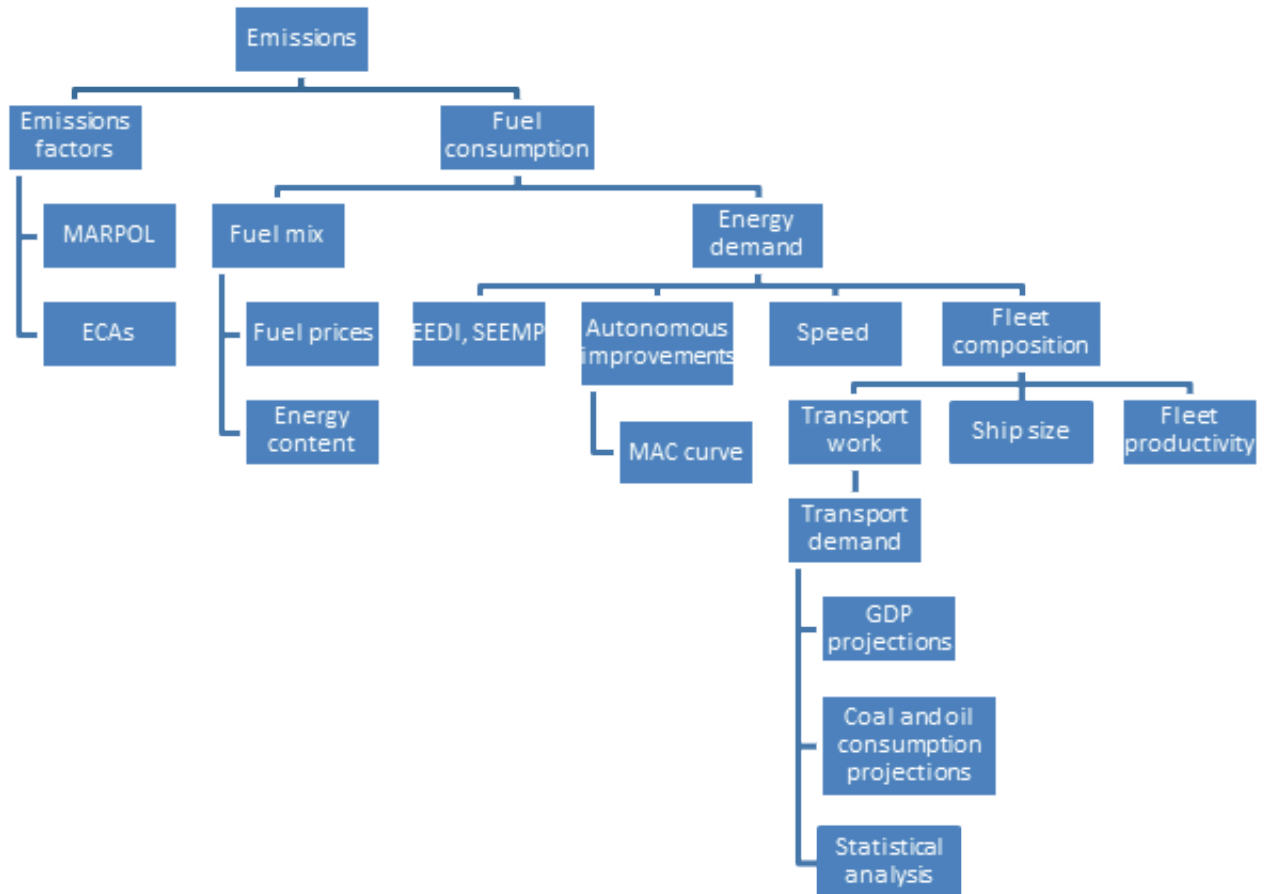 Emissions
Emissions
factors
Fuel
consumption
MARPOL
Fuel mix
Energy
demand
ECAs
Fuel prices
EEDI, SEEMP
Autonomous
improvements
Speed
Fleet
composition
Energy
content
MAC curve
Transport
work
Ship size
Fleet
productivity
Transport
demand
GDP
projections
Coal and oil
consumption
projections
Statistical
analysis